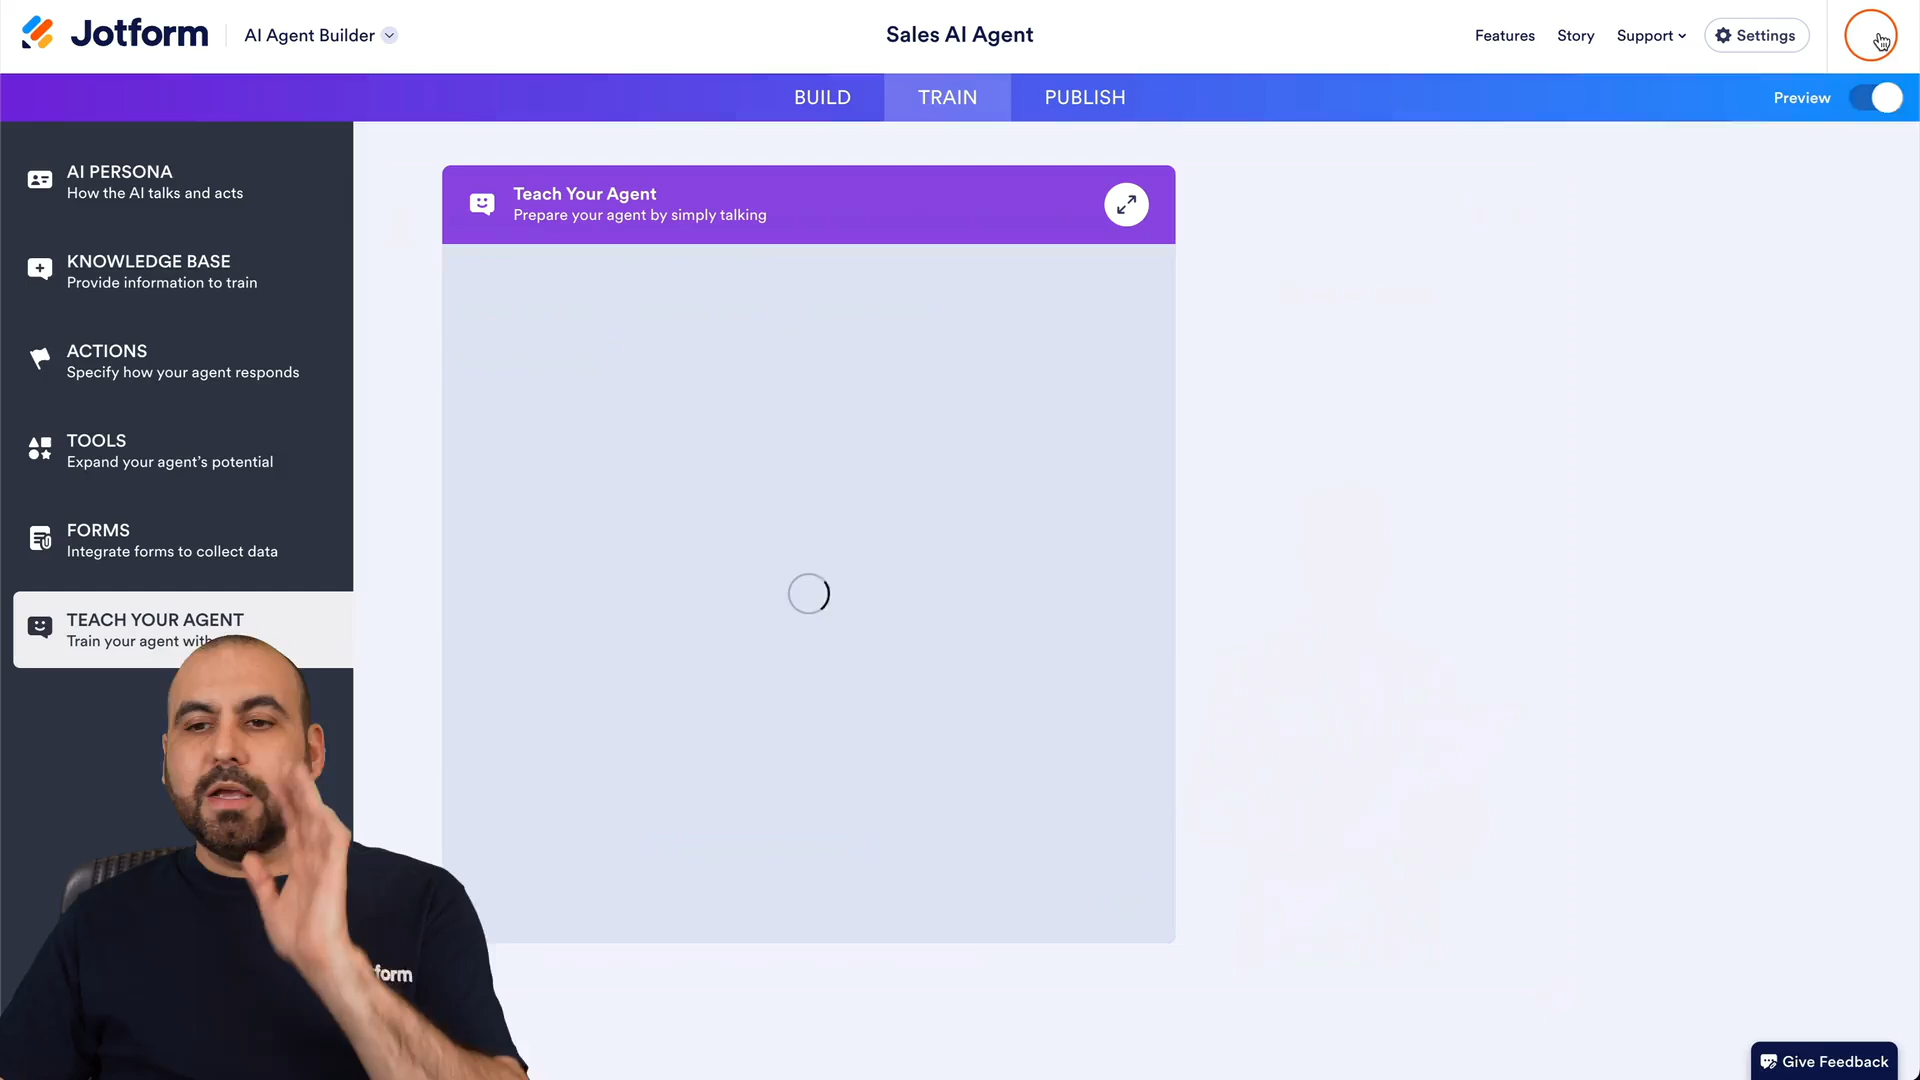 Jotform
AI Agent Builder
Sales AI Agent
Features
Story
Support
Settings
BUILD
TRAIN
PUBLISH
Preview
AI PERSONA
How the AI talks and acts
KNOWLEDGE BASE
Provide information to train
ACTIONS
Specify how your agent responds
TOOLS
Expand your agent's potential
FORMS
Integrate forms to collect data
TEACH YOUR AGENT
Train your agent with
Teach Your Agent
Prepare your agent by simply talking
form
Give Feedback